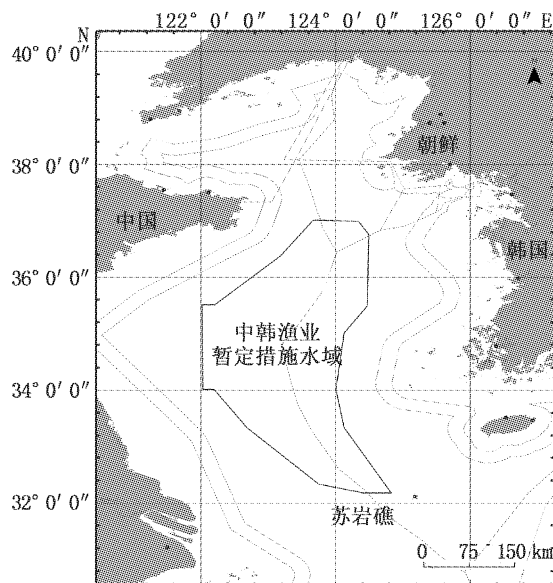 122° 0′ 0″ 124° 0′ 0″ 126° 0′ 0″ E
N
40° 0′ 0″
38° 0′ 0″
朝鲜
中国
韩国
36° 0′ 0″
中韩渔业
暂定措施水域
34° 0′ 0″
32° 0′ 0″
苏岩礁
0 75 150 km